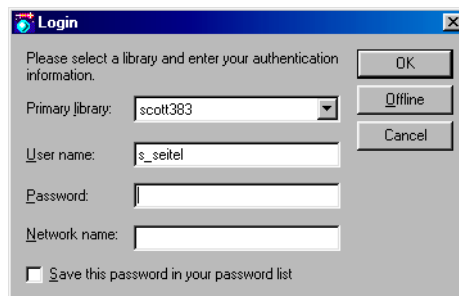 Login
Please select a library and enter your authentication
information.
OK
Primary library: scott383
Offline
Cancel
User name: s_seitel
Password:
Network name:
Save this password in your password list